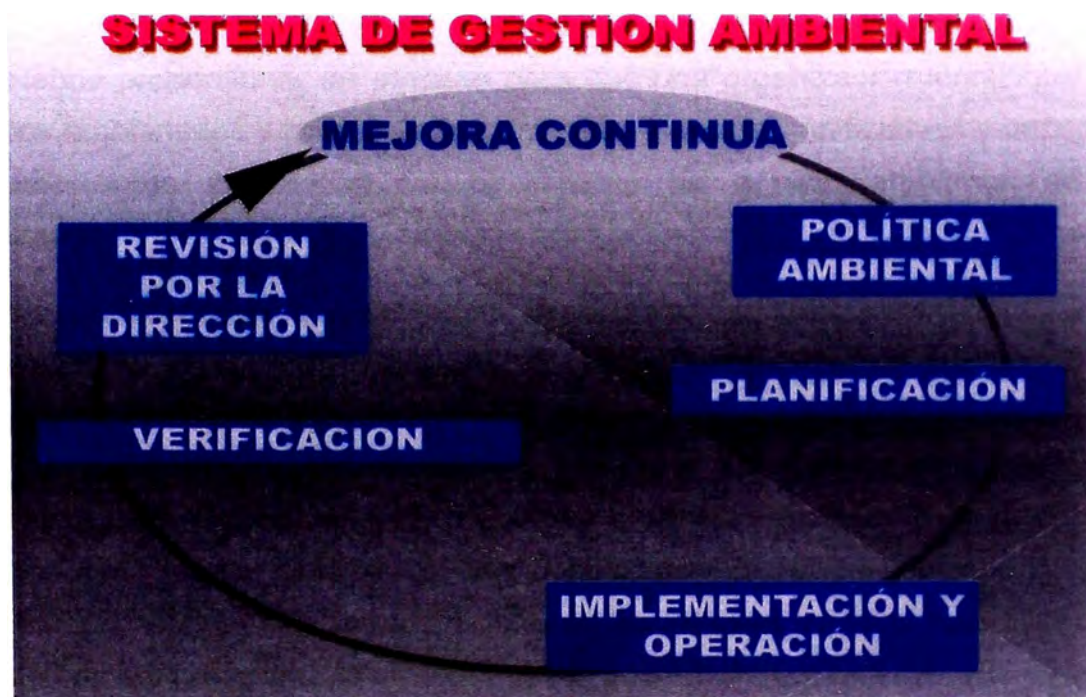 SISTEMA DE GESTION AMBIENTAL
MEJORA CONTINUA
POLÍTICA
AMBIENTAL
PLANIFICACIÓN
IMPLEMENTACIÓN Y
OPERACIÓN
VERIFICACION
REVISIÓN
POR LA
DIRECCIÓN